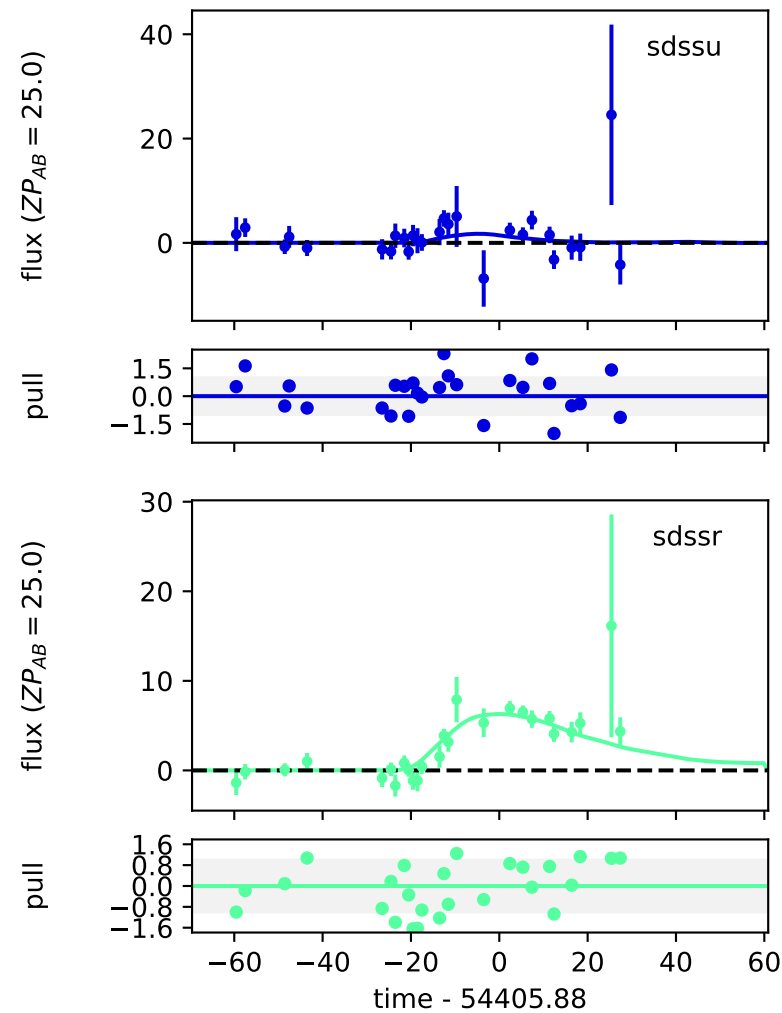 sdssu
flux (ZP_AB = 25.0)
40
20
0
pull
1.5
0.0
−1.5
sdssr
flux (ZP_AB = 25.0)
30
20
10
0
pull
1.6
0.8
0.0
−0.8
−1.6
−60 −40 −20 0 20 40 60
time - 54405.88